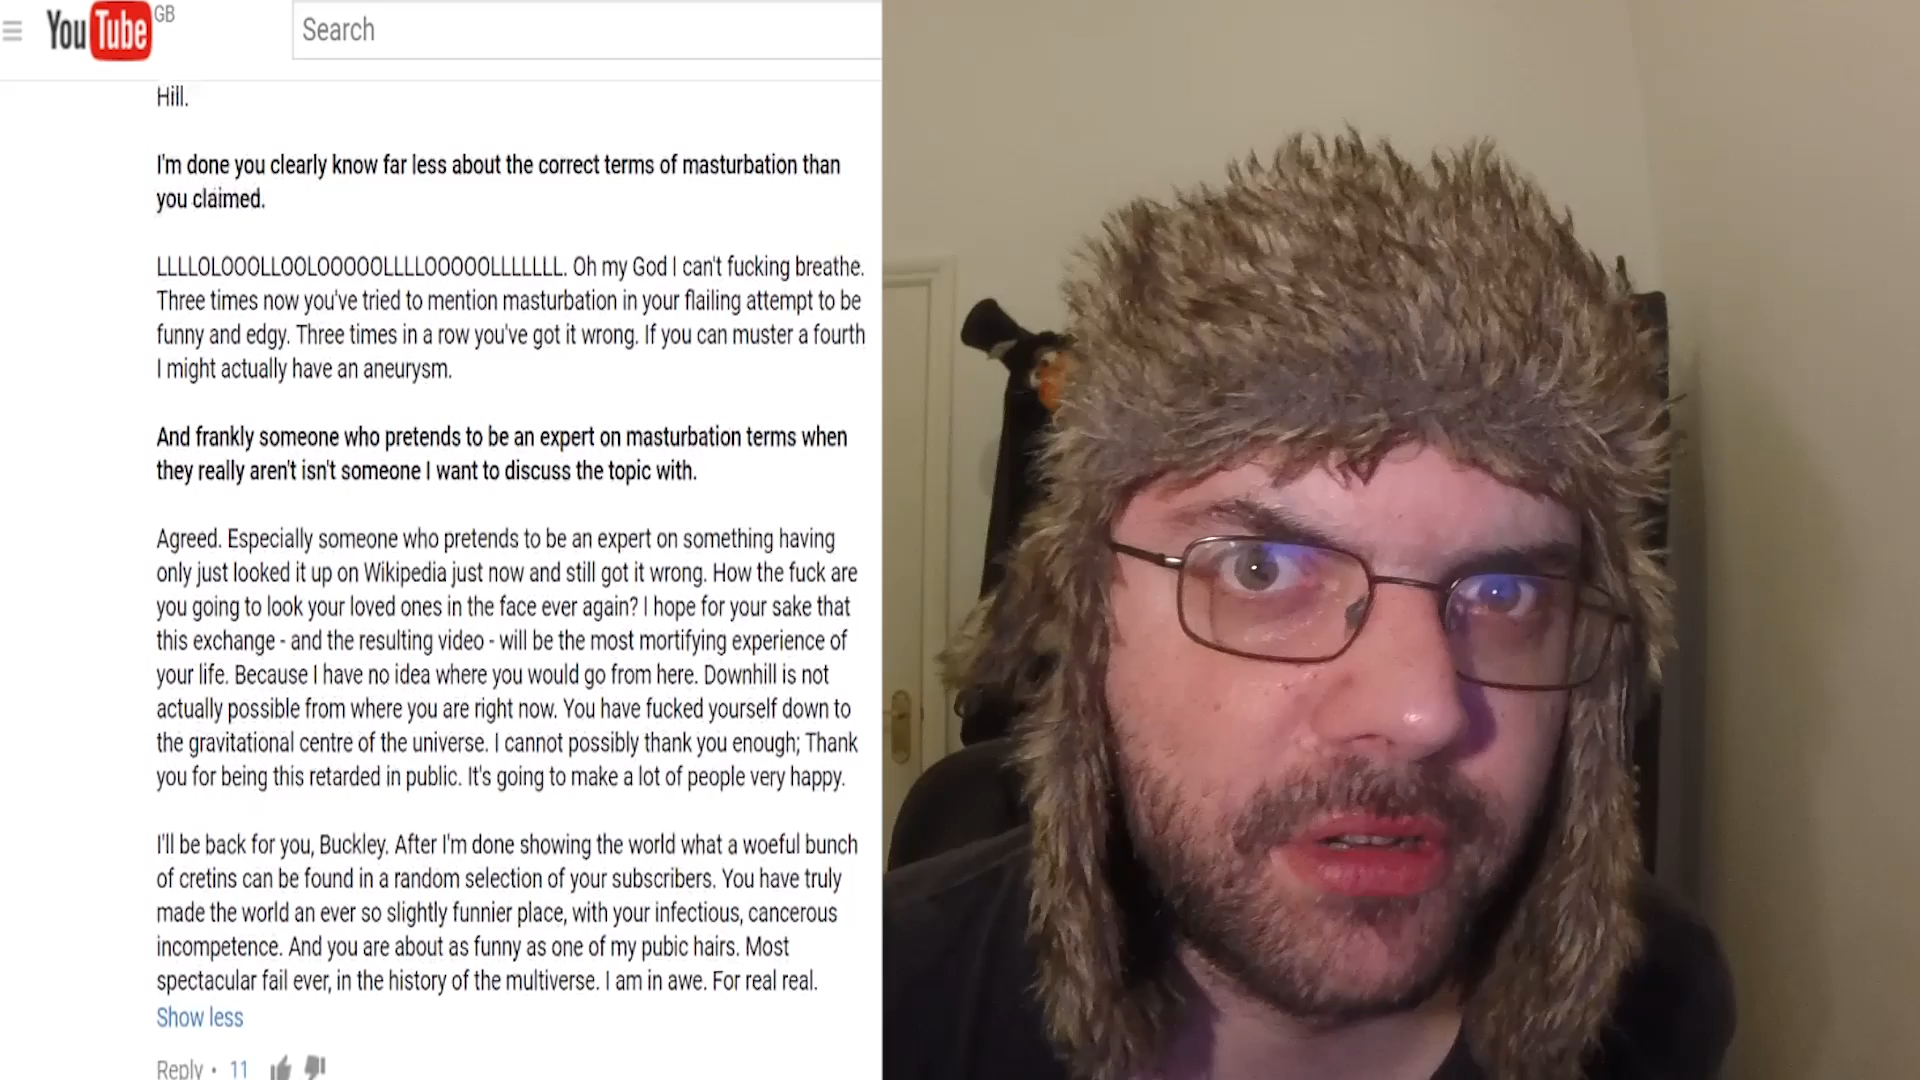 YouTube GB
Search
Hill.
I'm done you clearly know far less about the correct terms of masturbation than
you claimed.
LLLLOLOOOLLOOLOOOOOLLLLOOOOOLLLLLLL. Oh my God I can't fucking breathe.
Three times now you've tried to mention masturbation in your flailing attempt to be
funny and edgy. Three times in a row you've got it wrong. If you can muster a fourth
I might actually have an aneurysm.
And frankly someone who pretends to be an expert on masturbation terms when
they really aren't isn't someone I want to discuss the topic with.
Agreed. Especially someone who pretends to be an expert on something having
only just looked it up on Wikipedia just now and still got it wrong. How the fuck are
you going to look your loved ones in the face ever again? I hope for your sake that
this exchange - and the resulting video - will be the most mortifying experience of
your life. Because I have no idea where you would go from here. Downhill is not
actually possible from where you are right now. You have fucked yourself down to
the gravitational centre of the universe. I cannot possibly thank you enough; Thank
you for being this retarded in public. It's going to make a lot of people very happy.
I'll be back for you, Buckley. After I'm done showing the world what a woeful bunch
of cretins can be found in a random selection of your subscribers. You have truly
made the world an ever so slightly funnier place, with your infectious, cancerous
incompetence. And you are about as funny as one of my pubic hairs. Most
spectacular fail ever, in the history of the multiverse. I am in awe. For real real.
Show less
Reply • 11